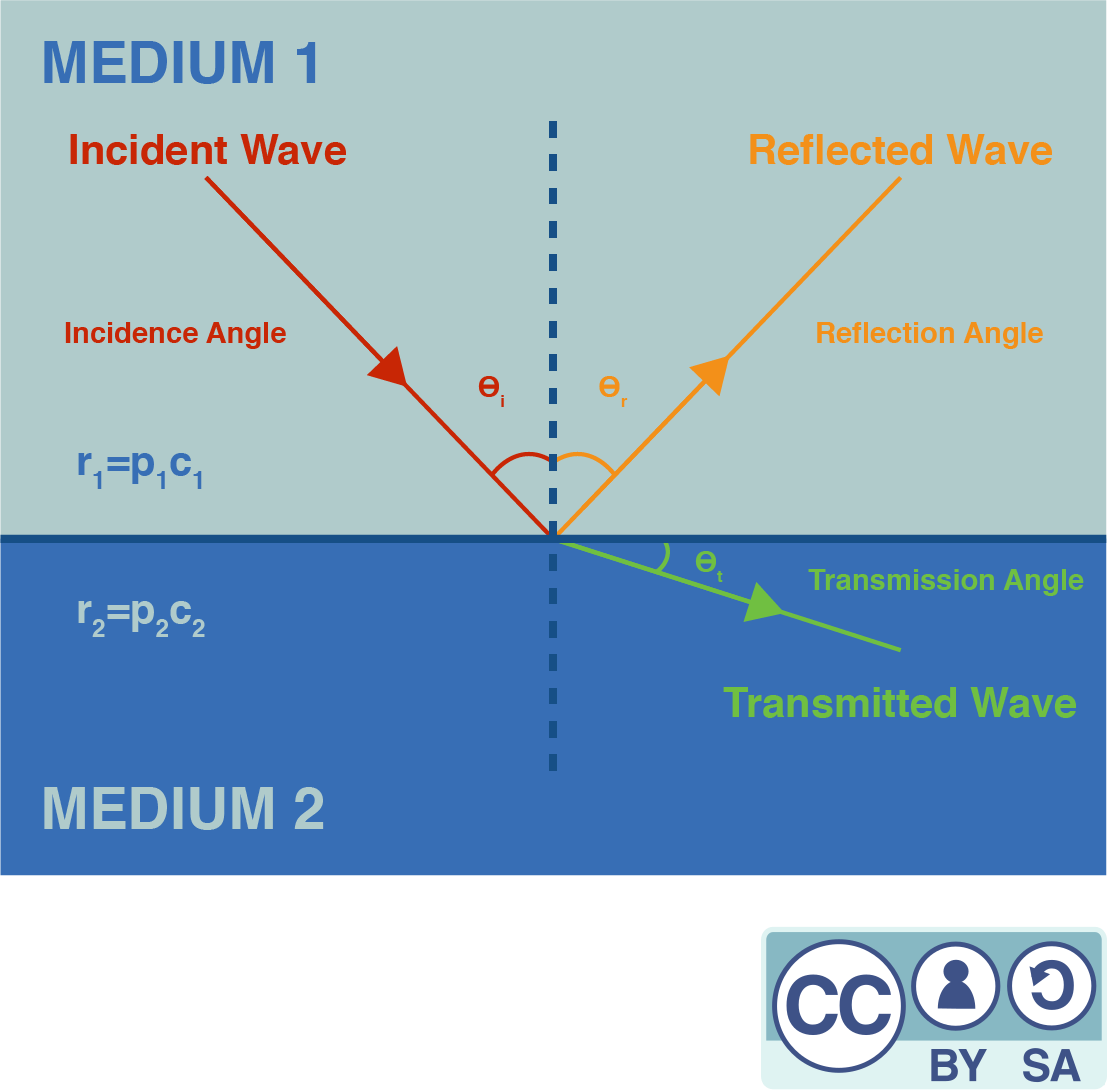 MEDIUM 1
Incident Wave
Reflected Wave
Incidence Angle
Reflection Angle
ϴi
ϴr
r1=p1c1
ϴt
Transmission Angle
r2=p2c2
Transmitted Wave
MEDIUM 2
CC
BY SA